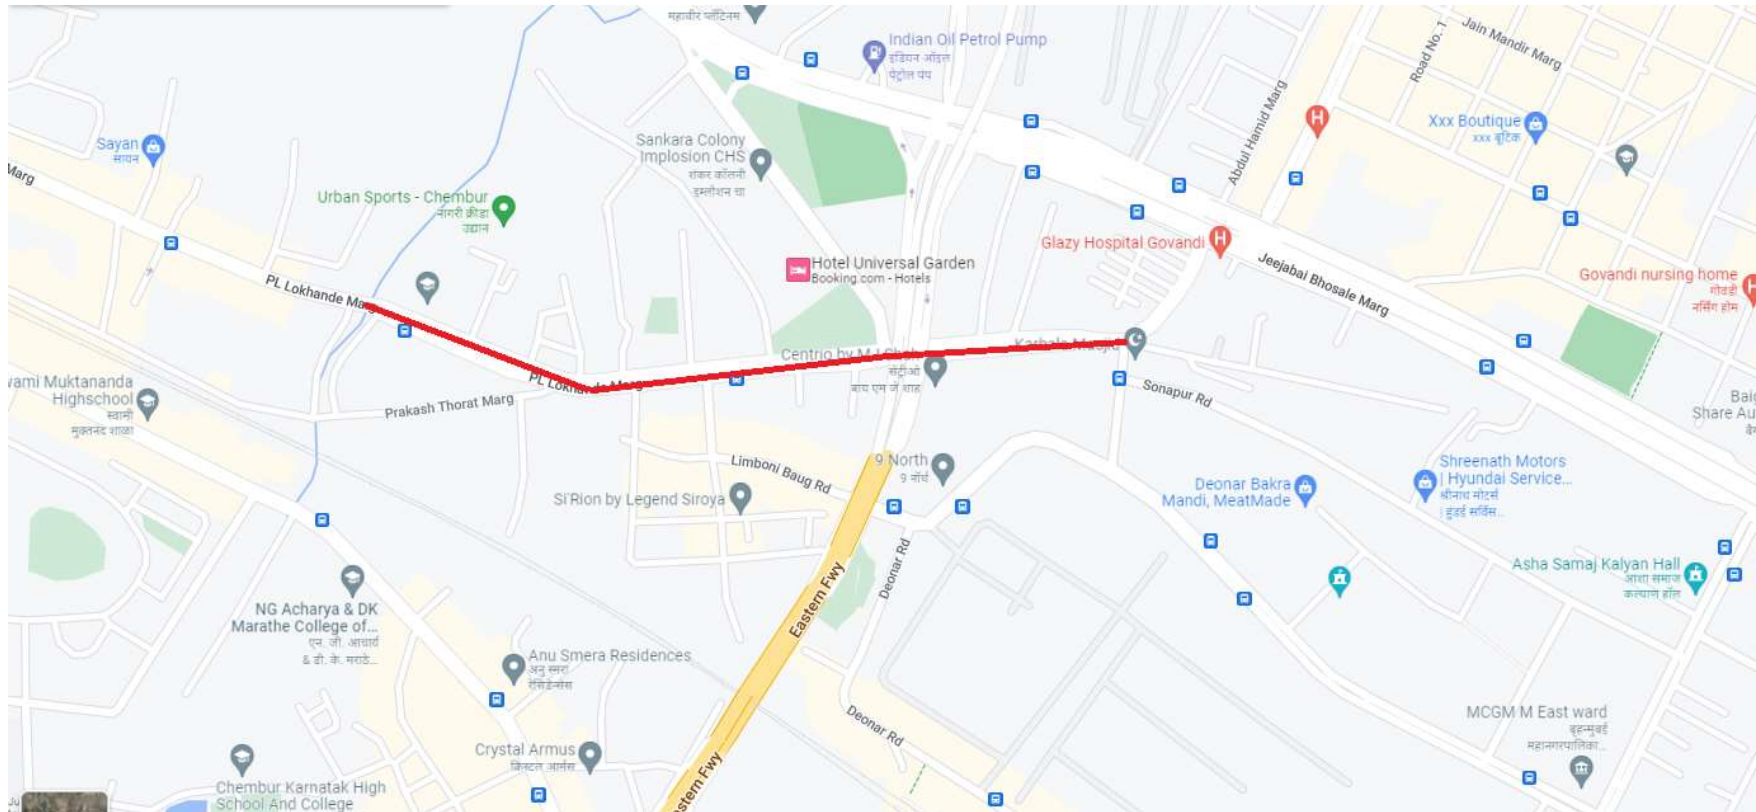 महावीर प्लॅटिनम
Indian Oil Petrol Pump
इंडियन ऑइल
पेट्रोल पंप
Jain Mandir Marg
Road No. 1
Abdul Hamid Marg
Xxx Boutique
xxx बूटिक
Sayan
सायन
Marg
Sankara Colony
Implosion CHS
शंकर कॉलनी
इम्प्लोशन चा
Urban Sports - Chembur
नागरी क्रीडा
उद्यान
Glazy Hospital Govandi
Hotel Universal Garden
Booking.com - Hotels
Jeejabai Bhosale Marg
Govandi nursing home
गोवंडी
नर्सिंग होम
PL Lokhande Marg
Centrio by M J Shah
सेंट्रीओ
बाय एम जे शाह
Karbala Masjid
PL Lokhande Marg
Prakash Thorat Marg
Sonapur Rd
wami Muktananda
Highschool
स्वामी
मुक्तनंद शाळा
Baig
Share Au
Limboni Baug Rd
9 North
9 नॉर्थ
Si'Rion by Legend Siroya
Deonar Bakra
Mandi, MeatMade
Shreenath Motors
| Hyundai Service...
श्रीनाथ मोटर्स
| हुंडई सर्विस..
Eastern Fwy
Deonar Rd
Asha Samaj Kalyan Hall
आशा समाज
कल्याण हॉल
NG Acharya & DK
Marathe College of...
एन. जी. आचार्य
& डी. के. मराठे...
Anu Smera Residences
अनु स्मेरा
रेसिडेन्सेस
Deonar Rd
MCGM M East ward
बृहन्मुंबई
महानगरपालिका...
Crystal Armus
क्रिस्टल आर्मस
Chembur Karnatak High
School And College
astern Fwy